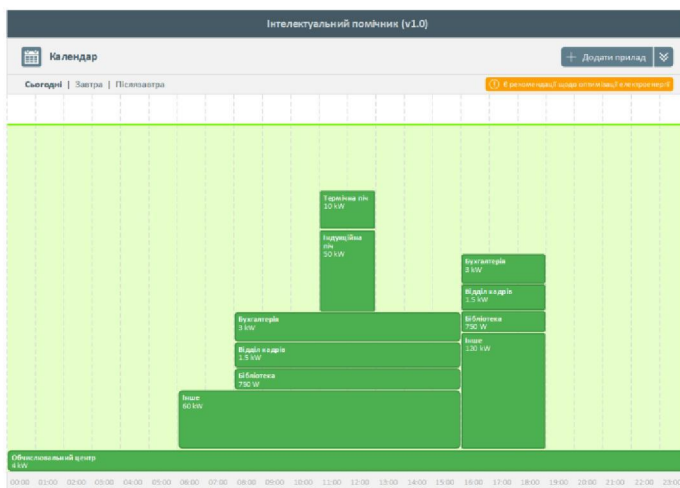 Інтелектуальний помічник (v1.0)
Календар
Додати прилад
Сьогодні | Завтра | Післязавтра
Є рекомендації щодо оптимізації електроенергії
Термічна піч
10 kW
Індукційна
піч
50 kW
Бухгалтерія
3 kW
Відділ кадрів
1.5 kW
Бібліотека
750 W
Інше
120 kW
Бухгалтерія
3 kW
Відділ кадрів
1.5 kW
Бібліотека
750 W
Інше
60 kW
Обчислювальний центр
4 kW
00:00 01:00 02:00 03:00 04:00 05:00 06:00 07:00 08:00 09:00 10:00 11:00 12:00 13:00 14:00 15:00 16:00 17:00 18:00 19:00 20:00 21:00 22:00 23:00